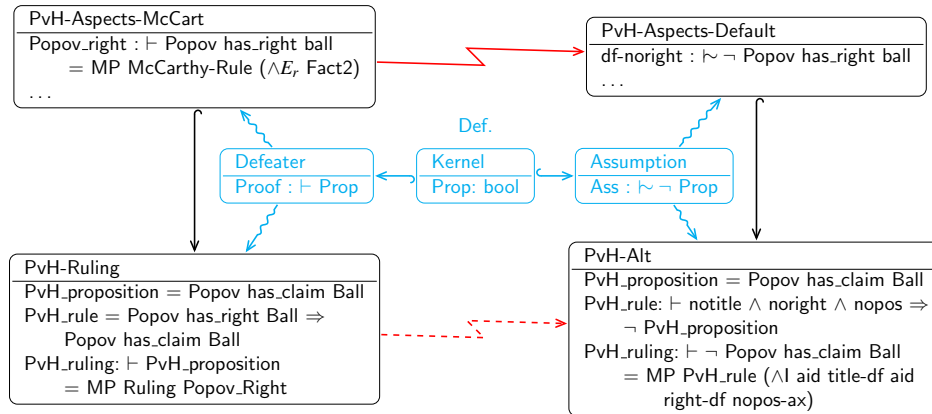 PvH-Aspects-McCart
Popov_right : ⊢ Popov has_right ball
= MP McCarthy-Rule (∧E_r Fact2)
...
PvH-Aspects-Default
df-noright : |∼ ¬ Popov has_right ball
...
Def.
Defeater
Proof : ⊢ Prop
Kernel
Prop: bool
Assumption
Ass : |∼ ¬ Prop
PvH-Ruling
PvH_proposition = Popov has_claim Ball
PvH_rule = Popov has_right Ball ⇒
Popov has_claim Ball
PvH_ruling: ⊢ PvH_proposition
= MP Ruling Popov_Right
PvH-Alt
PvH_proposition = Popov has_claim Ball
PvH_rule: ⊢ notitle ∧ noright ∧ nopos ⇒
¬ PvH_proposition
PvH_ruling: ⊢ ¬ Popov has_claim Ball
= MP PvH_rule (∧I aid title-df aid
right-df nopos-ax)